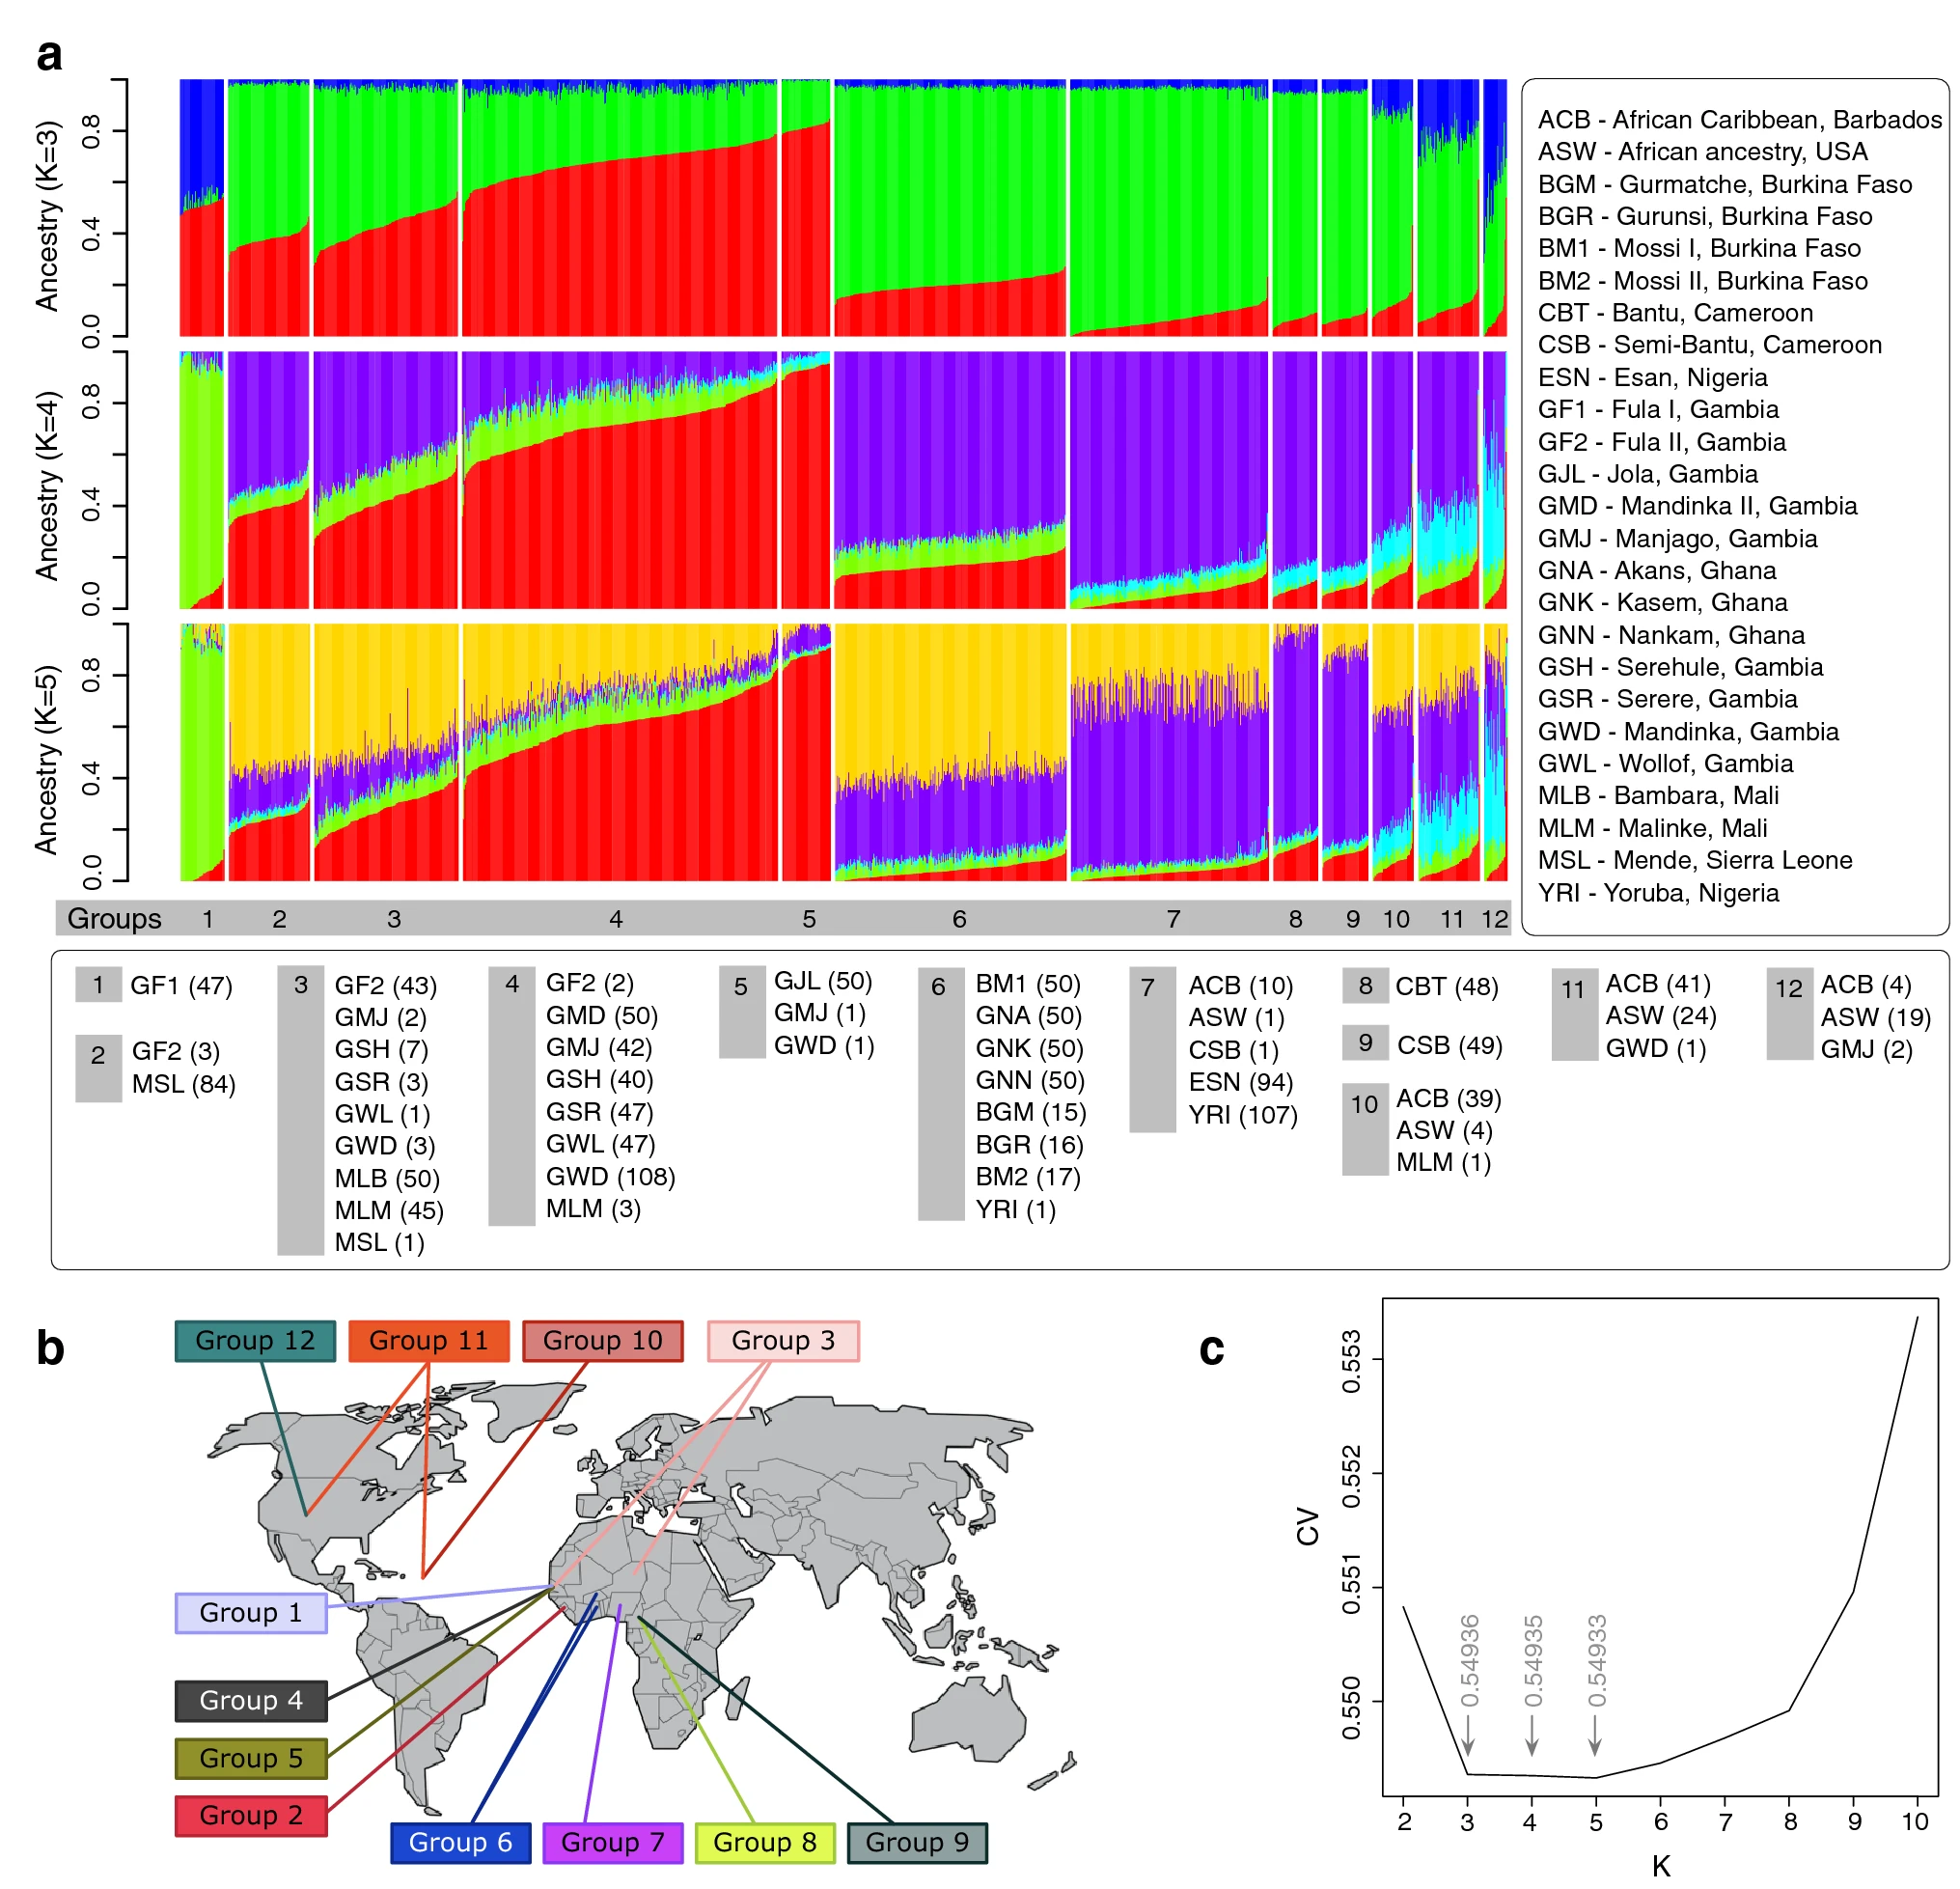 a
Ancestry (K=3)
0.8
0.4
0.0
Ancestry (K=4)
0.8
0.4
0.0
Ancestry (K=5)
0.8
0.4
0.0
Groups 1 2 3 4 5 6 7 8 9 10 11 12
ACB - African Caribbean, Barbados
ASW - African ancestry, USA
BGM - Gurmatche, Burkina Faso
BGR - Gurunsi, Burkina Faso
BM1 - Mossi I, Burkina Faso
BM2 - Mossi II, Burkina Faso
CBT - Bantu, Cameroon
CSB - Semi-Bantu, Cameroon
ESN - Esan, Nigeria
GF1 - Fula I, Gambia
GF2 - Fula II, Gambia
GJL - Jola, Gambia
GMD - Mandinka II, Gambia
GMJ - Manjago, Gambia
GNA - Akans, Ghana
GNK - Kasem, Ghana
GNN - Nankam, Ghana
GSH - Serehule, Gambia
GSR - Serere, Gambia
GWD - Mandinka, Gambia
GWL - Wollof, Gambia
MLB - Bambara, Mali
MLM - Malinke, Mali
MSL - Mende, Sierra Leone
YRI - Yoruba, Nigeria
1 GF1 (47)
2 GF2 (3)
MSL (84)
3 GF2 (43)
GMJ (2)
GSH (7)
GSR (3)
GWL (1)
GWD (3)
MLB (50)
MLM (45)
MSL (1)
4 GF2 (2)
GMD (50)
GMJ (42)
GSH (40)
GSR (47)
GWL (47)
GWD (108)
MLM (3)
5 GJL (50)
GMJ (1)
GWD (1)
6 BM1 (50)
GNA (50)
GNK (50)
GNN (50)
BGM (15)
BGR (16)
BM2 (17)
YRI (1)
7 ACB (10)
ASW (1)
CSB (1)
ESN (94)
YRI (107)
8 CBT (48)
9 CSB (49)
10 ACB (39)
ASW (4)
MLM (1)
11 ACB (41)
ASW (24)
GWD (1)
12 ACB (4)
ASW (19)
GMJ (2)
b
Group 12 Group 11 Group 10 Group 3
Group 1
Group 4
Group 5
Group 2
Group 6 Group 7 Group 8 Group 9
c
CV
0.553
0.552
0.551
0.550
0.54936
0.54935
0.54933
2 3 4 5 6 7 8 9 10
K